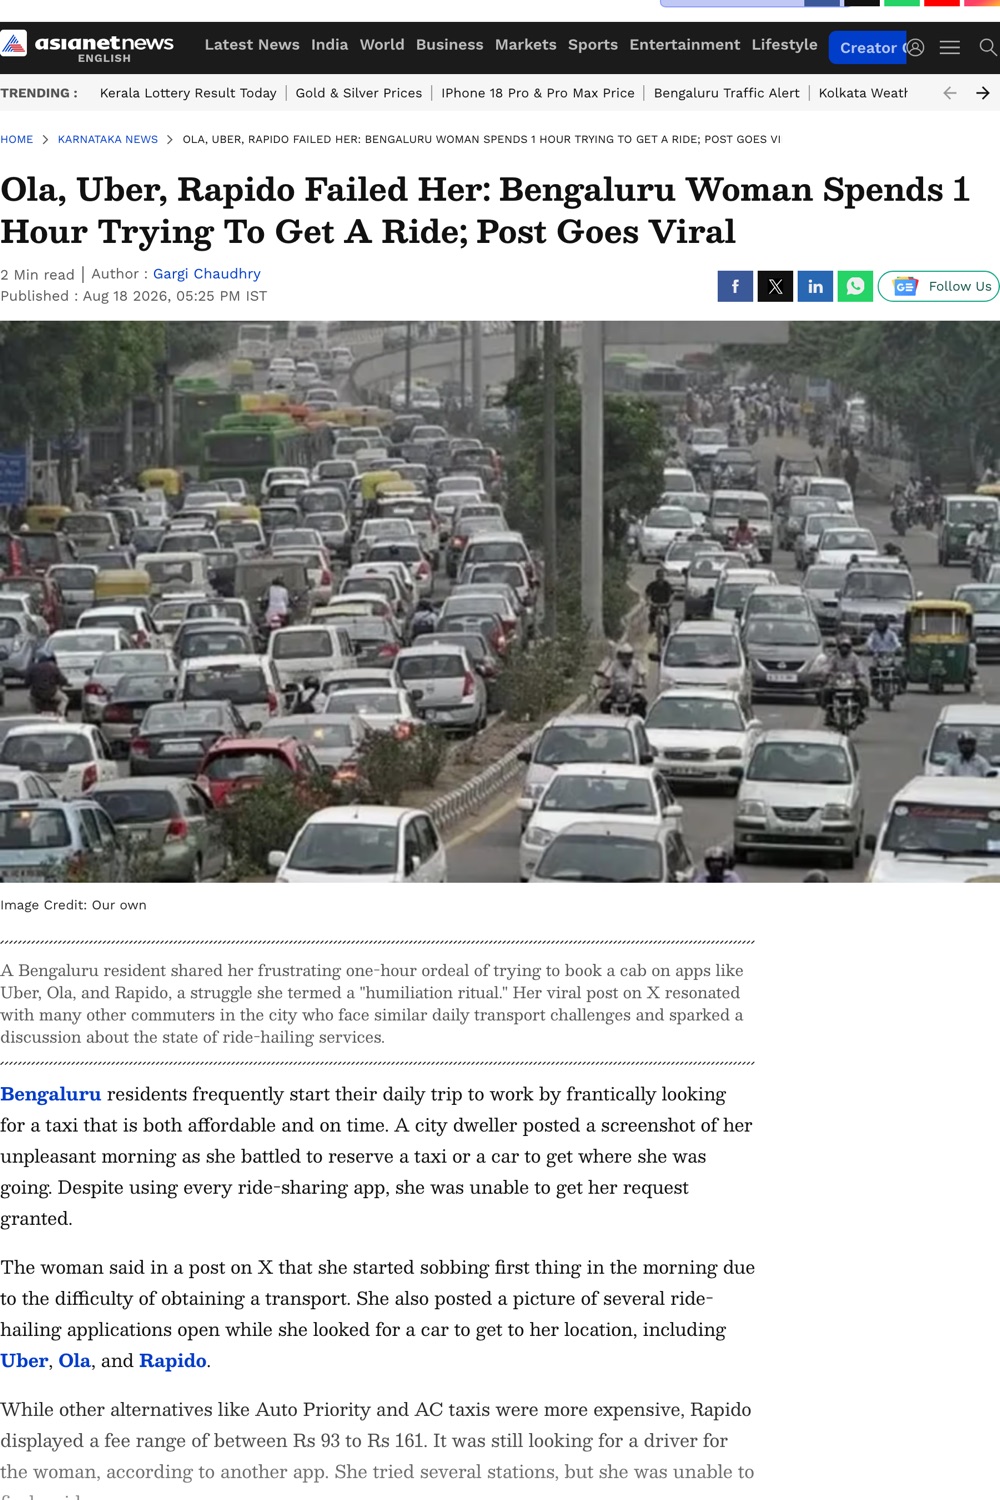 asianet news
ENGLISH
Latest News India World Business Markets Sports Entertainment Lifestyle Creator
TRENDING : Kerala Lottery Result Today | Gold & Silver Prices | IPhone 18 Pro & Pro Max Price | Bengaluru Traffic Alert | Kolkata
HOME > KARNATAKA NEWS > OLA, UBER, RAPIDO FAILED HER: BENGALURU WOMAN SPENDS 1 HOUR TRYING TO GET A RIDE; POST GOES VI
Ola, Uber, Rapido Failed Her: Bengaluru Woman Spends 1
Hour Trying To Get A Ride; Post Goes Viral
2 Min read | Author : Gargi Chaudhry
Published : Aug 18 2026, 05:25 PM IST
Follow Us
Image Credit: Our own
A Bengaluru resident shared her frustrating one-hour ordeal of trying to book a cab on apps like
Uber, Ola, and Rapido, a struggle she termed a "humiliation ritual." Her viral post on X resonated
with many other commuters in the city who face similar daily transport challenges and sparked a
discussion about the state of ride-hailing services.
Bengaluru residents frequently start their daily trip to work by frantically looking
for a taxi that is both affordable and on time. A city dweller posted a screenshot of her
unpleasant morning as she battled to reserve a taxi or a car to get where she was
going. Despite using every ride-sharing app, she was unable to get her request
granted.
The woman said in a post on X that she started sobbing first thing in the morning due
to the difficulty of obtaining a transport. She also posted a picture of several ride-
hailing applications open while she looked for a car to get to her location, including
Uber, Ola, and Rapido.
While other alternatives like Auto Priority and AC taxis were more expensive, Rapido
displayed a fee range of between Rs 93 to Rs 161. It was still looking for a driver for
the woman, according to another app. She tried several stations, but she was unable to